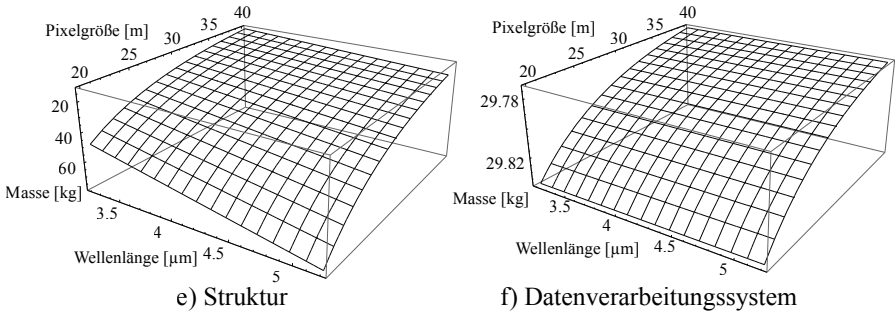 Pixelgröße [m]
20
25
30
35
40
20
40
60
Masse [kg]
3.5
4
4.5
5
Wellenlänge [µm]
e) Struktur
Pixelgröße [m]
20
25
30
35
40
29.78
29.82
Masse [kg]
3.5
4
4.5
5
Wellenlänge [µm]
f) Datenverarbeitungssystem